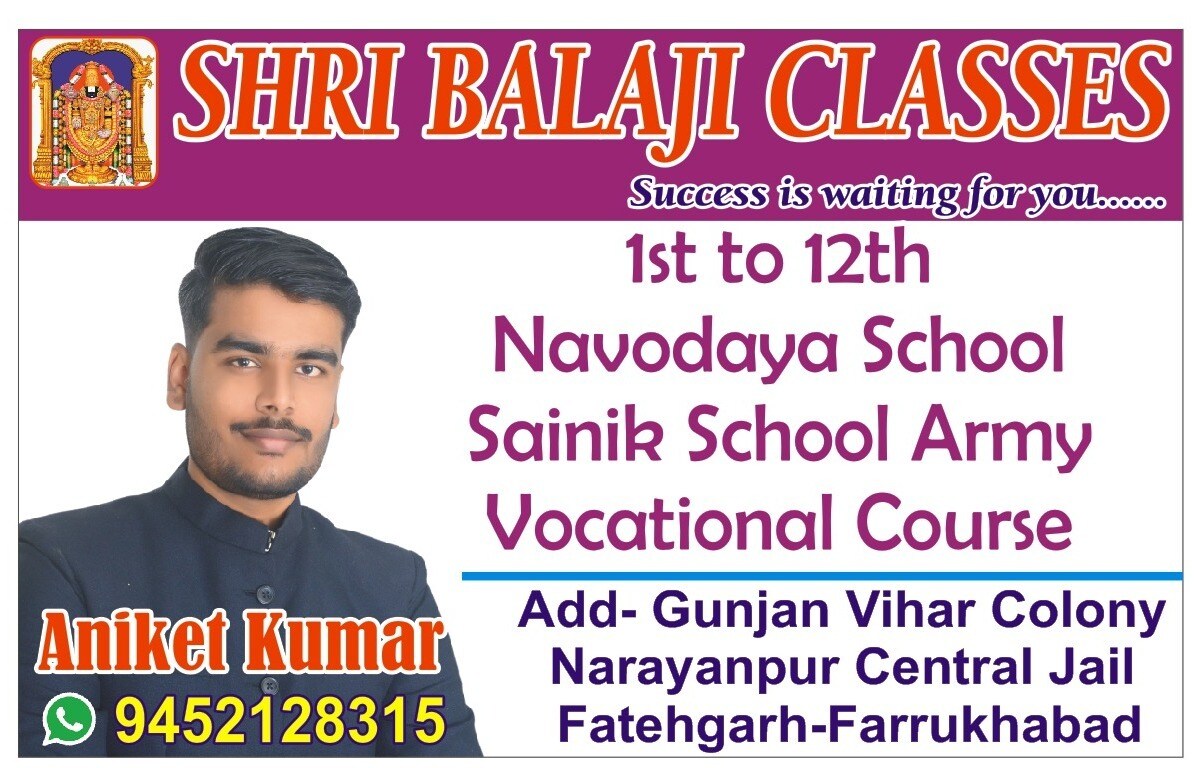 SHRI BALAJI CLASSES
Success is waiting for you......
1st to 12th
Navodaya School
Sainik School Army
Vocational Course
Aniket Kumar
9452128315
Add- Gunjan Vihar Colony
Narayanpur Central Jail
Fatehgarh-Farrukhabad